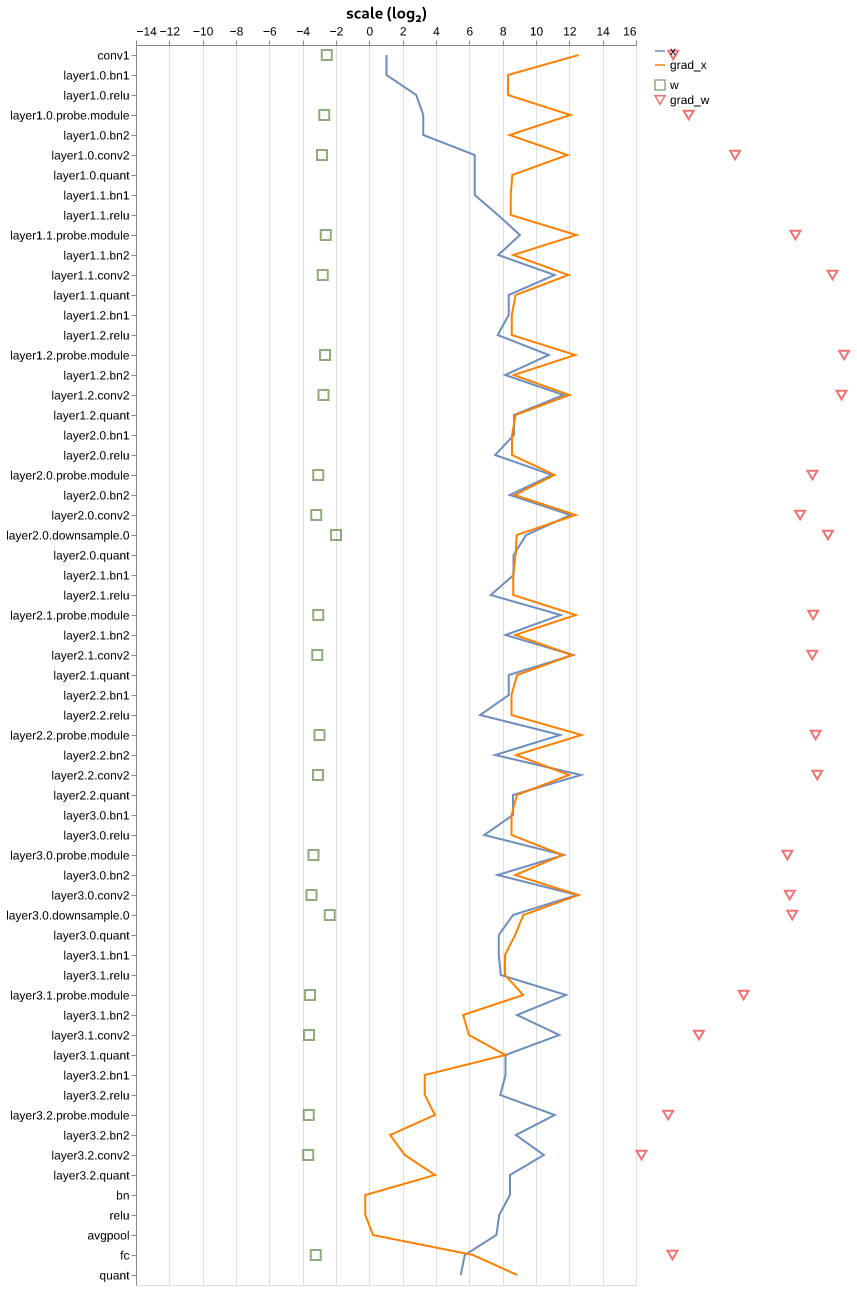 scale (log₂)
−14 −12 −10 −8 −6 −4 −2 0 2 4 6 8 10 12 14 16
x
grad_x
w
grad_w
conv1
layer1.0.bn1
layer1.0.relu
layer1.0.probe.module
layer1.0.bn2
layer1.0.conv2
layer1.0.quant
layer1.1.bn1
layer1.1.relu
layer1.1.probe.module
layer1.1.bn2
layer1.1.conv2
layer1.1.quant
layer1.2.bn1
layer1.2.relu
layer1.2.probe.module
layer1.2.bn2
layer1.2.conv2
layer1.2.quant
layer2.0.bn1
layer2.0.relu
layer2.0.probe.module
layer2.0.bn2
layer2.0.conv2
layer2.0.downsample.0
layer2.0.quant
layer2.1.bn1
layer2.1.relu
layer2.1.probe.module
layer2.1.bn2
layer2.1.conv2
layer2.1.quant
layer2.2.bn1
layer2.2.relu
layer2.2.probe.module
layer2.2.bn2
layer2.2.conv2
layer2.2.quant
layer3.0.bn1
layer3.0.relu
layer3.0.probe.module
layer3.0.bn2
layer3.0.conv2
layer3.0.downsample.0
layer3.0.quant
layer3.1.bn1
layer3.1.relu
layer3.1.probe.module
layer3.1.bn2
layer3.1.conv2
layer3.1.quant
layer3.2.bn1
layer3.2.relu
layer3.2.probe.module
layer3.2.bn2
layer3.2.conv2
layer3.2.quant
bn
relu
avgpool
fc
quant